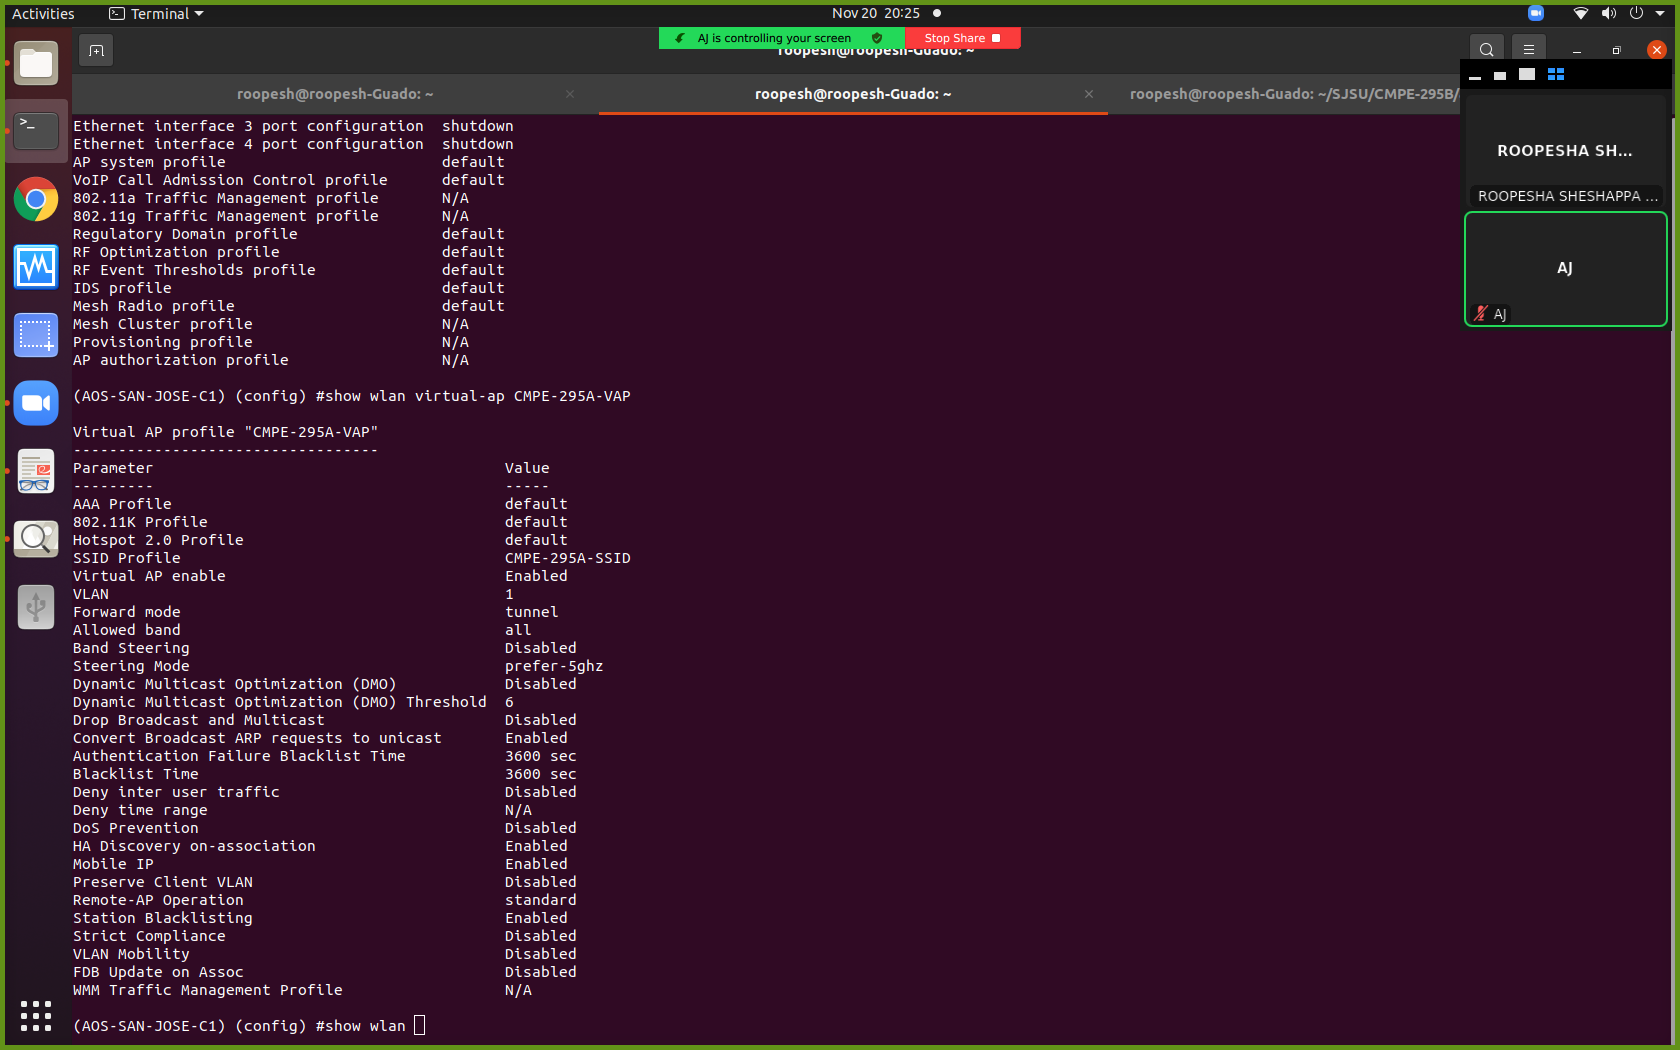 Activities
Terminal
Nov 20 20:25
AJ is controlling your screen
Stop Share
roopesh@roopesh-Guado: ~
roopesh@roopesh-Guado: ~
roopesh@roopesh-Guado: ~
roopesh@roopesh-Guado: ~/SJSU/CMPE-295B/
ROOPESHA SH...
ROOPESHA SHESHAPPA ...
AJ
AJ
Ethernet interface 3 port configuration  shutdown
Ethernet interface 4 port configuration  shutdown
AP system profile                        default
VoIP Call Admission Control profile      default
802.11a Traffic Management profile       N/A
802.11g Traffic Management profile       N/A
Regulatory Domain profile                default
RF Optimization profile                  default
RF Event Thresholds profile              default
IDS profile                              default
Mesh Radio profile                       default
Mesh Cluster profile                     N/A
Provisioning profile                     N/A
AP authorization profile                 N/A
(AOS-SAN-JOSE-C1) (config) #show wlan virtual-ap CMPE-295A-VAP
Virtual AP profile "CMPE-295A-VAP"
----------------------------------
Parameter                                       Value
---------                                       -----
AAA Profile                                     default
802.11K Profile                                 default
Hotspot 2.0 Profile                             default
SSID Profile                                    CMPE-295A-SSID
Virtual AP enable                               Enabled
VLAN                                            1
Forward mode                                    tunnel
Allowed band                                    all
Band Steering                                   Disabled
Steering Mode                                   prefer-5ghz
Dynamic Multicast Optimization (DMO)            Disabled
Dynamic Multicast Optimization (DMO) Threshold  6
Drop Broadcast and Multicast                    Disabled
Convert Broadcast ARP requests to unicast       Enabled
Authentication Failure Blacklist Time           3600 sec
Blacklist Time                                  3600 sec
Deny inter user traffic                         Disabled
Deny time range                                 N/A
DoS Prevention                                  Disabled
HA Discovery on-association                     Enabled
Mobile IP                                       Enabled
Preserve Client VLAN                            Disabled
Remote-AP Operation                             standard
Station Blacklisting                            Enabled
Strict Compliance                               Disabled
VLAN Mobility                                   Disabled
FDB Update on Assoc                             Disabled
WMM Traffic Management Profile                  N/A
(AOS-SAN-JOSE-C1) (config) #show wlan